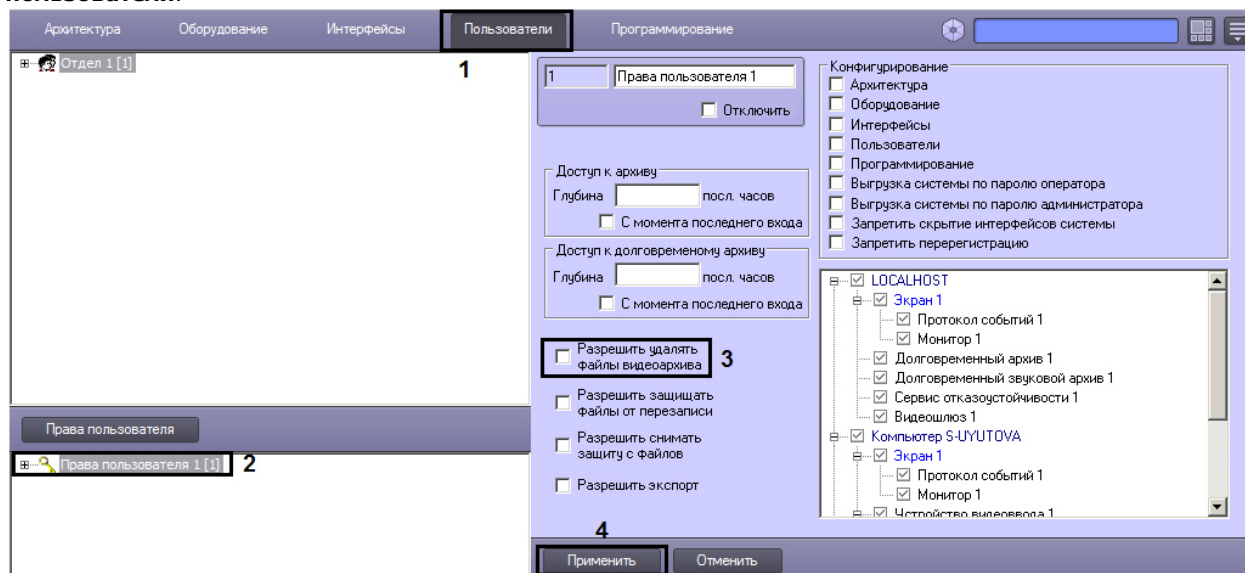 пользователи.
Архитектура Оборудование Интерфейсы Пользователи Программирование
1
Отдел 1 [1]
1 Права пользователя 1
Отключить
Доступ к архиву
Глубина посл. часов
С момента последнего входа
Доступ к долговременому архиву
Глубина посл. часов
С момента последнего входа
Разрешить удалять
файлы видеоархива
3
Разрешить защищать
файлы от перезаписи
Разрешить снимать
защиту с файлов
Разрешить экспорт
Конфигурирование
Архитектура
Оборудование
Интерфейсы
Пользователи
Программирование
Выгрузка системы по паролю оператора
Выгрузка системы по паролю администратора
Запретить скрытие интерфейсов системы
Запретить перерегистрацию
LOCALHOST
Экран 1
Протокол событий 1
Монитор 1
Долговременный архив 1
Долговременный звуковой архив 1
Сервис отказоустойчивости 1
Видеошлюз 1
Компьютер S-UYUTOVA
Экран 1
Протокол событий 1
Монитор 1
Устройство видеоввода 1
Права пользователя
Права пользователя 1 [1]
2
4
Применить Отменить